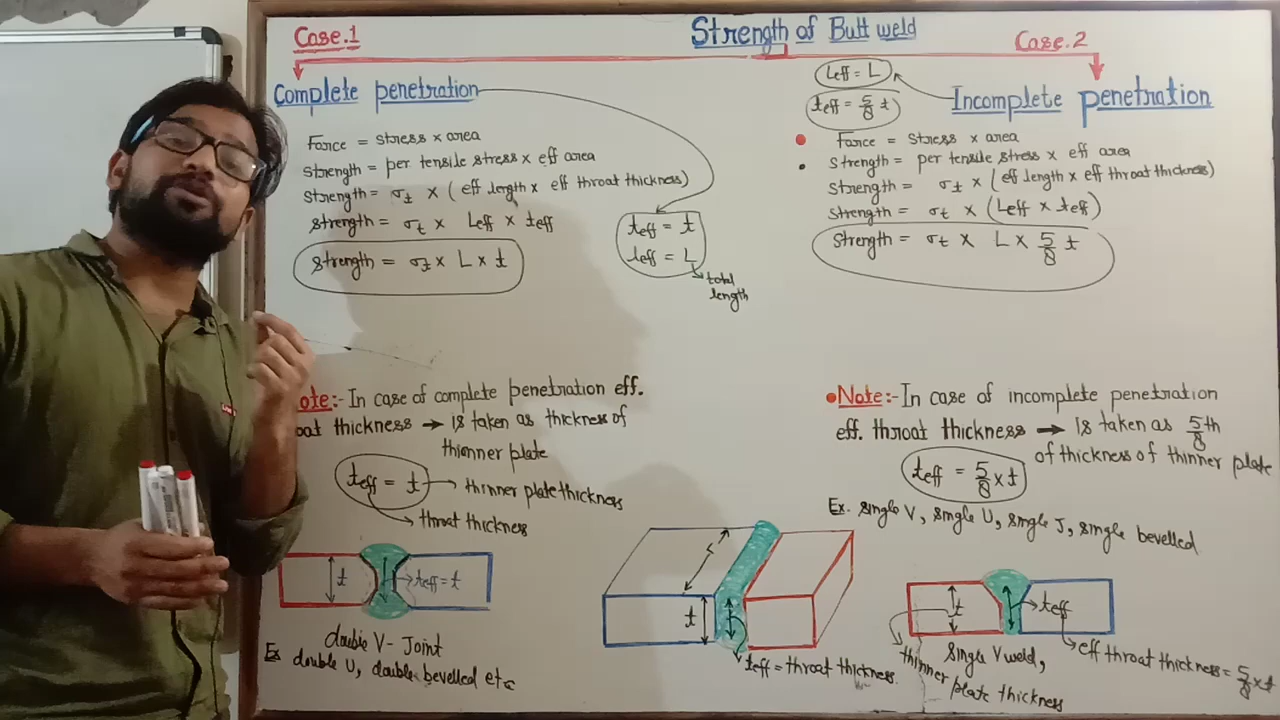 Strength of Butt weld
Case.1
Complete penetration
Force = stress × area
Strength = per tensile stress × eff area
Strength = σt × (eff length × eff throat thickness)
Strength = σt × Leff × teff
Strength = σt × L × t
teff = t
leff = L
total length
Note:- In case of complete penetration eff.
oat thickness → is taken as thickness of
thinner plate
teff = t → thinner plate thickness
throat thickness
t
teff = t
double V- Joint
Ex double U, double bevelled etc
L
t
teff = throat thickness.
Case.2
Leff = L
teff = 5/8 t
Incomplete penetration
Force = stress × area
Strength = per tensile stress × eff area
Strength = σt × (eff length × eff throat thickness)
Strength = σt × (Leff × teff)
Strength = σt × L × 5/8 t
Note:- In case of incomplete penetration
eff. throat thickness → is taken as 5/8 th
of thickness of thinner plate
teff = 5/8 × t
Ex. single V, single U, single J, single bevelled
t
teff
eff throat thickness = 5/8 × t
single V weld,
thinner plate thickness